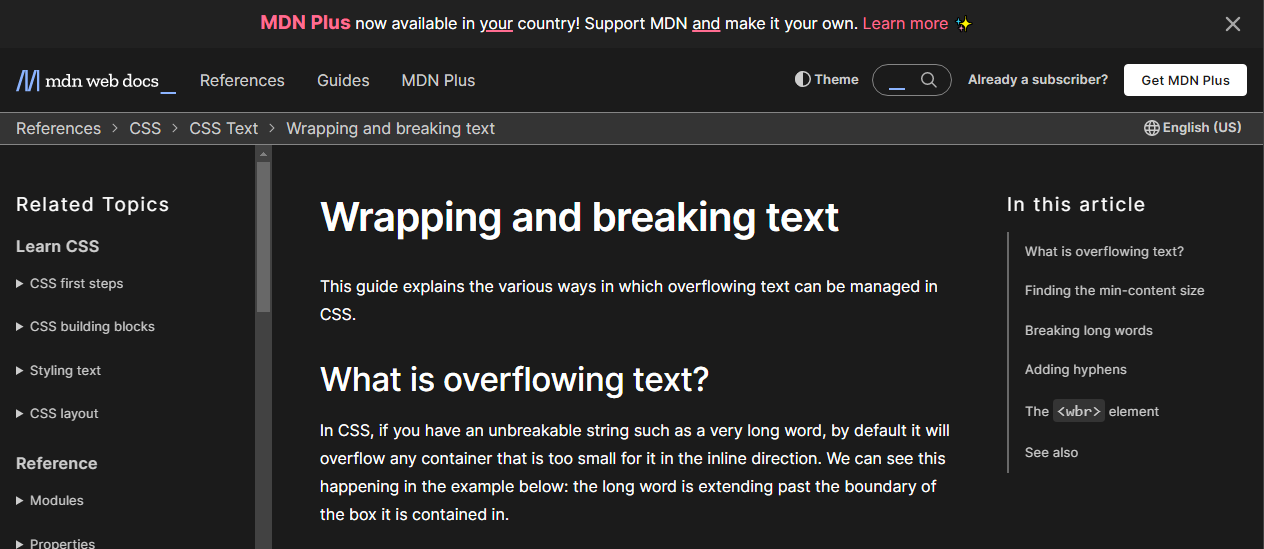 MDN Plus now available in your country! Support MDN and make it your own. Learn more ✨
mdn web docs_
References
Guides
MDN Plus
Theme
Already a subscriber?
Get MDN Plus
References > CSS > CSS Text > Wrapping and breaking text
English (US)
Related Topics
Learn CSS
CSS first steps
CSS building blocks
Styling text
CSS layout
Reference
Modules
Properties
Wrapping and breaking text
This guide explains the various ways in which overflowing text can be managed in
CSS.
What is overflowing text?
In CSS, if you have an unbreakable string such as a very long word, by default it will
overflow any container that is too small for it in the inline direction. We can see this
happening in the example below: the long word is extending past the boundary of
the box it is contained in.
In this article
What is overflowing text?
Finding the min-content size
Breaking long words
Adding hyphens
The <wbr> element
See also